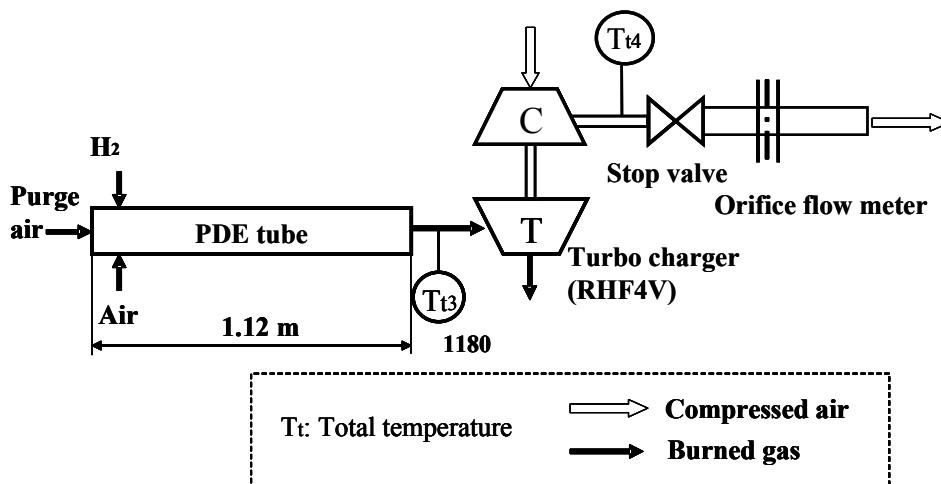 Tt4
C
H2
Stop valve
Purge
air
PDE tube
T
Orifice flow meter
Turbo charger
(RHF4V)
Air
Tt3
1.12 m
1180
Tt: Total temperature
Compressed air
Burned gas